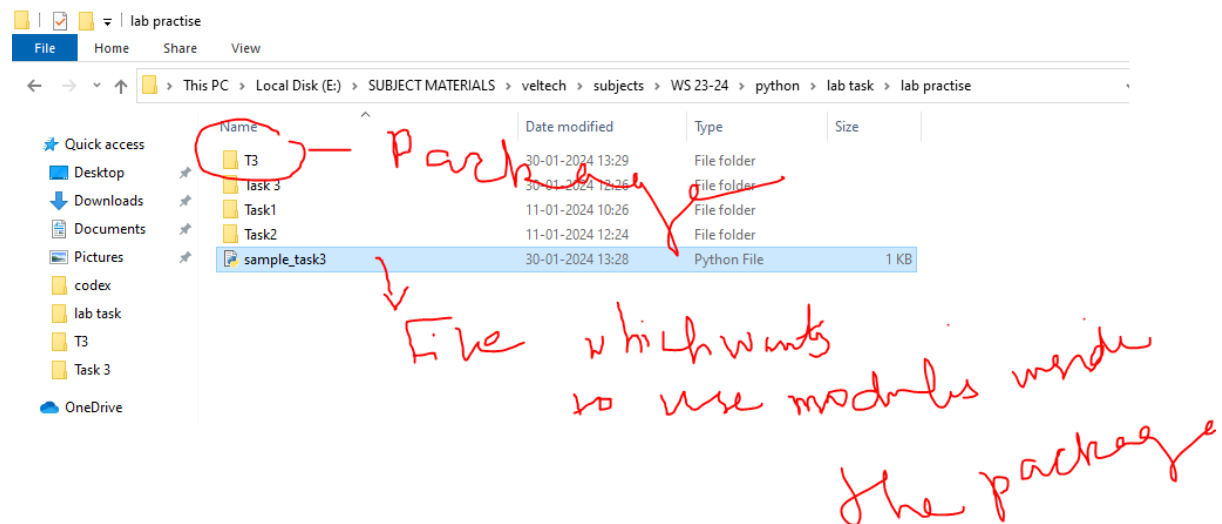 lab practise
File Home Share View
This PC > Local Disk (E:) > SUBJECT MATERIALS > veltech > subjects > WS 23-24 > python > lab task > lab practise
Name Date modified Type Size
Quick access
Desktop
Downloads
Documents
Pictures
codex
lab task
T3
Task 3
OneDrive
T3 30-01-2024 13:29 File folder
Task 3 30-01-2024 12:26 File folder
Task1 11-01-2024 10:26 File folder
Task2 11-01-2024 12:24 File folder
sample_task3 30-01-2024 13:28 Python File 1 KB
Package
File which wants
to use modules inside
the package